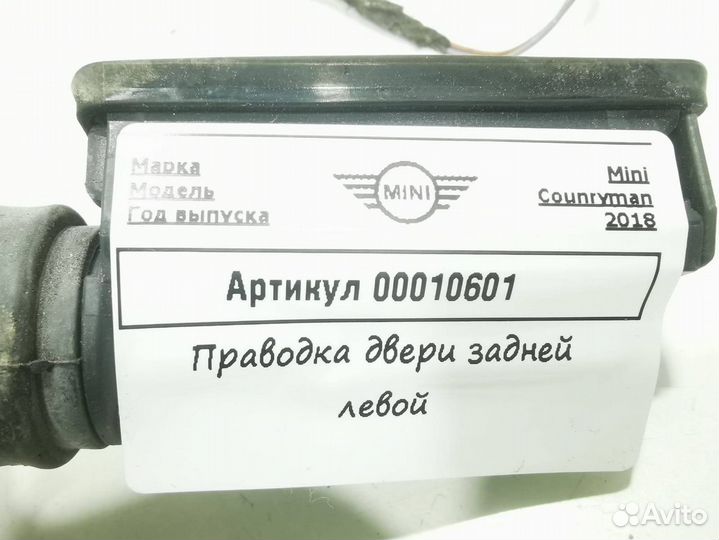 Марка
MINI
Mini
Модель
Counryman
Год выпуска
2018
Артикул 00010601
Праводка двери задней
левой
Avito